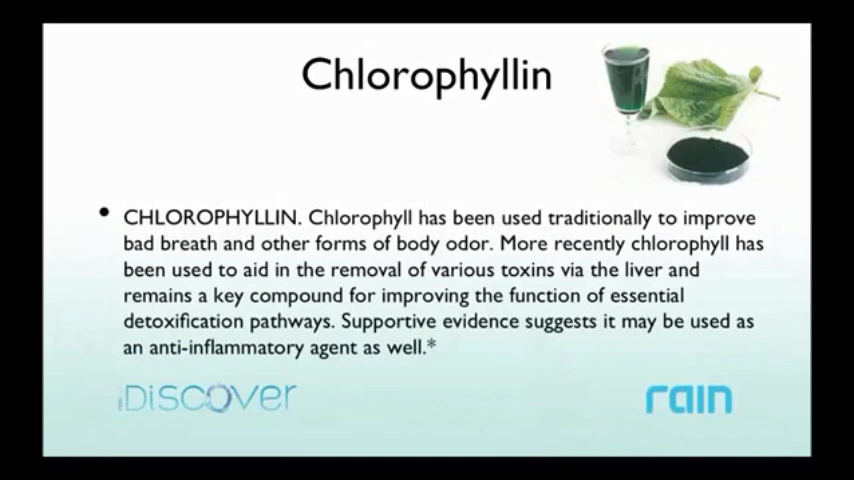 Chlorophyllin
• CHLOROPHYLLIN. Chlorophyll has been used traditionally to improve
bad breath and other forms of body odor. More recently chlorophyll has
been used to aid in the removal of various toxins via the liver and
remains a key compound for improving the function of essential
detoxification pathways. Supportive evidence suggests it may be used as
an anti-inflammatory agent as well.*
iDiscover
rain